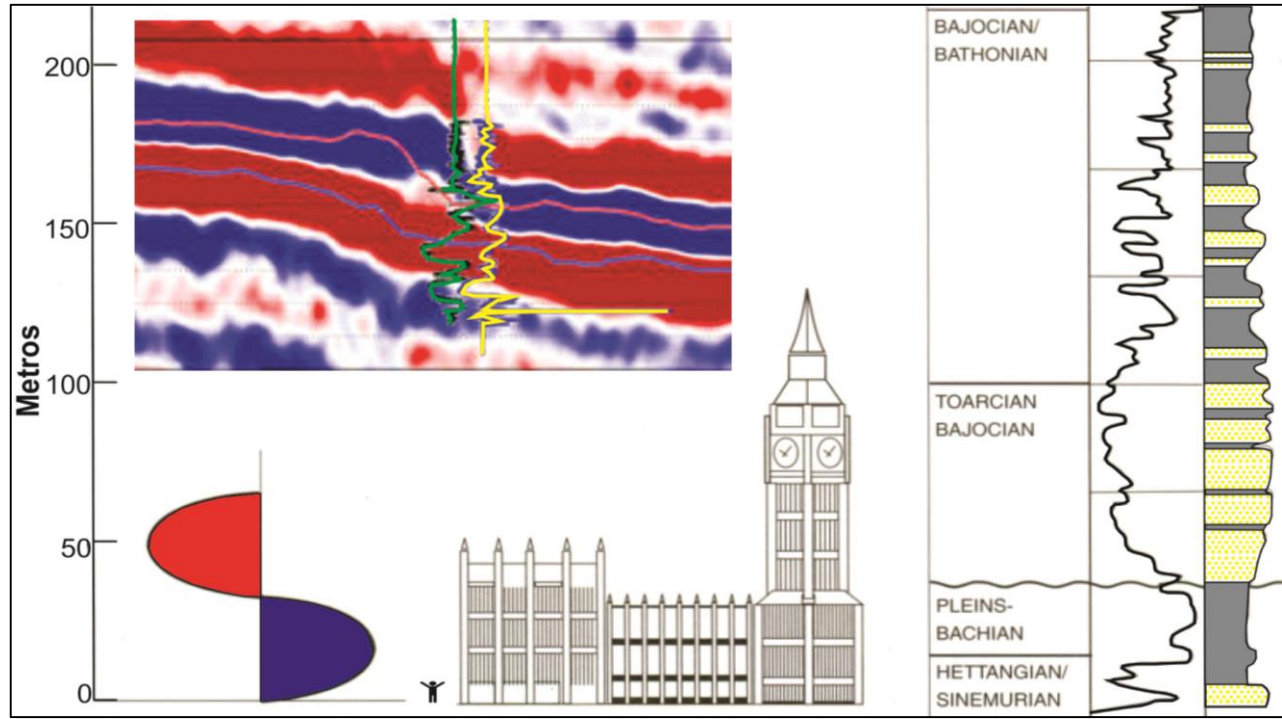 Metros
200
150
100
50
0
BAJOCIAN/
BATHONIAN
TOARCIAN
BAJOCIAN
PLEINS-
BACHIAN
HETTANGIAN/
SINEMURIAN